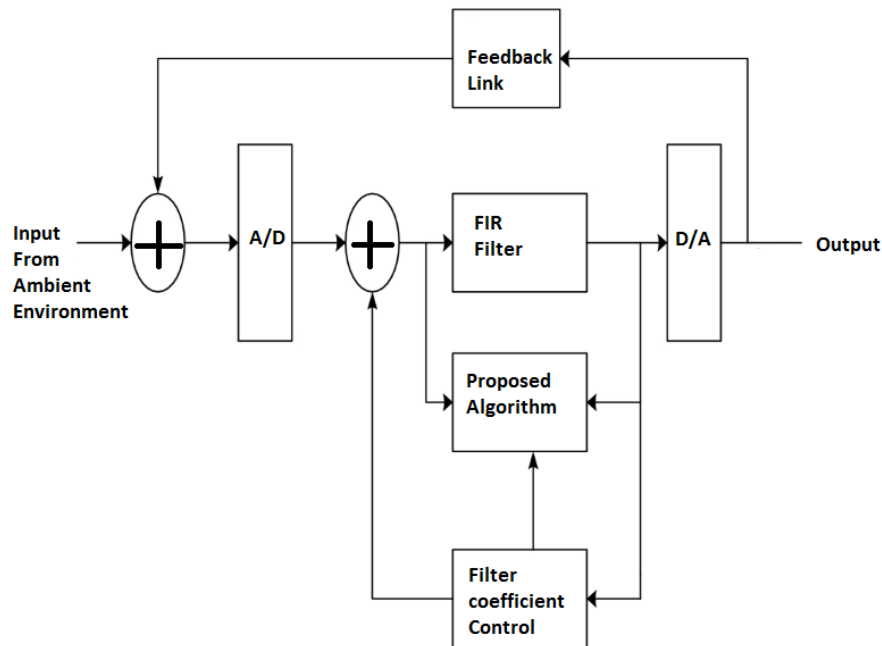 Feedback
Link
Input
From
Ambient
Environment
+
A/D
+
FIR
Filter
D/A
Output
Proposed
Algorithm
Filter
coefficient
Control